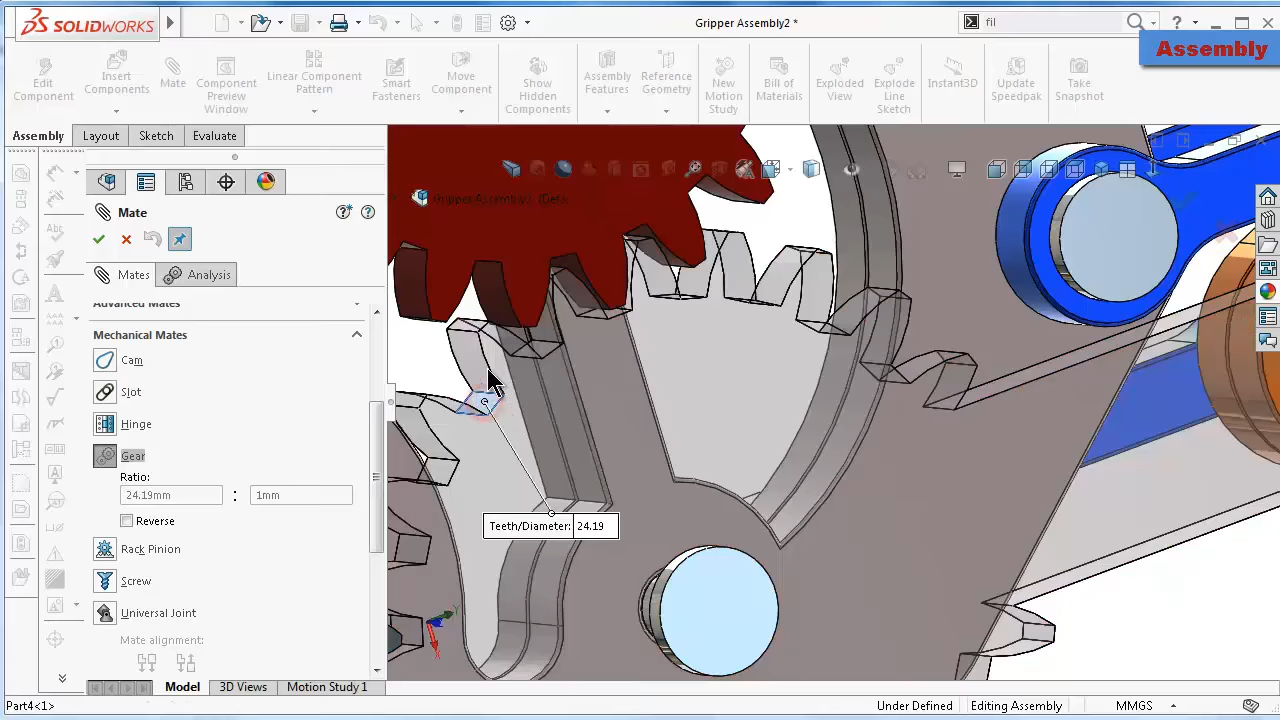 SOLIDWORKS
Gripper Assembly2 *
fil
Assembly
Edit Component
Insert Components
Mate
Component Preview Window
Linear Component Pattern
Smart Fasteners
Move Component
Show Hidden Components
Assembly Features
Reference Geometry
New Motion Study
Bill of Materials
Exploded View
Explode Line Sketch
Instant3D
Update Speedpak
Take Snapshot
Assembly
Layout
Sketch
Evaluate
Mate
Mates
Analysis
Advanced Mates
Mechanical Mates
Cam
Slot
Hinge
Gear
Ratio:
24.19mm : 1mm
Reverse
Rack Pinion
Screw
Universal Joint
Mate alignment:
Teeth/Diameter: 24.19
Y
X
Model
3D Views
Motion Study 1
Part4<1>
Under Defined
Editing Assembly
MMGS